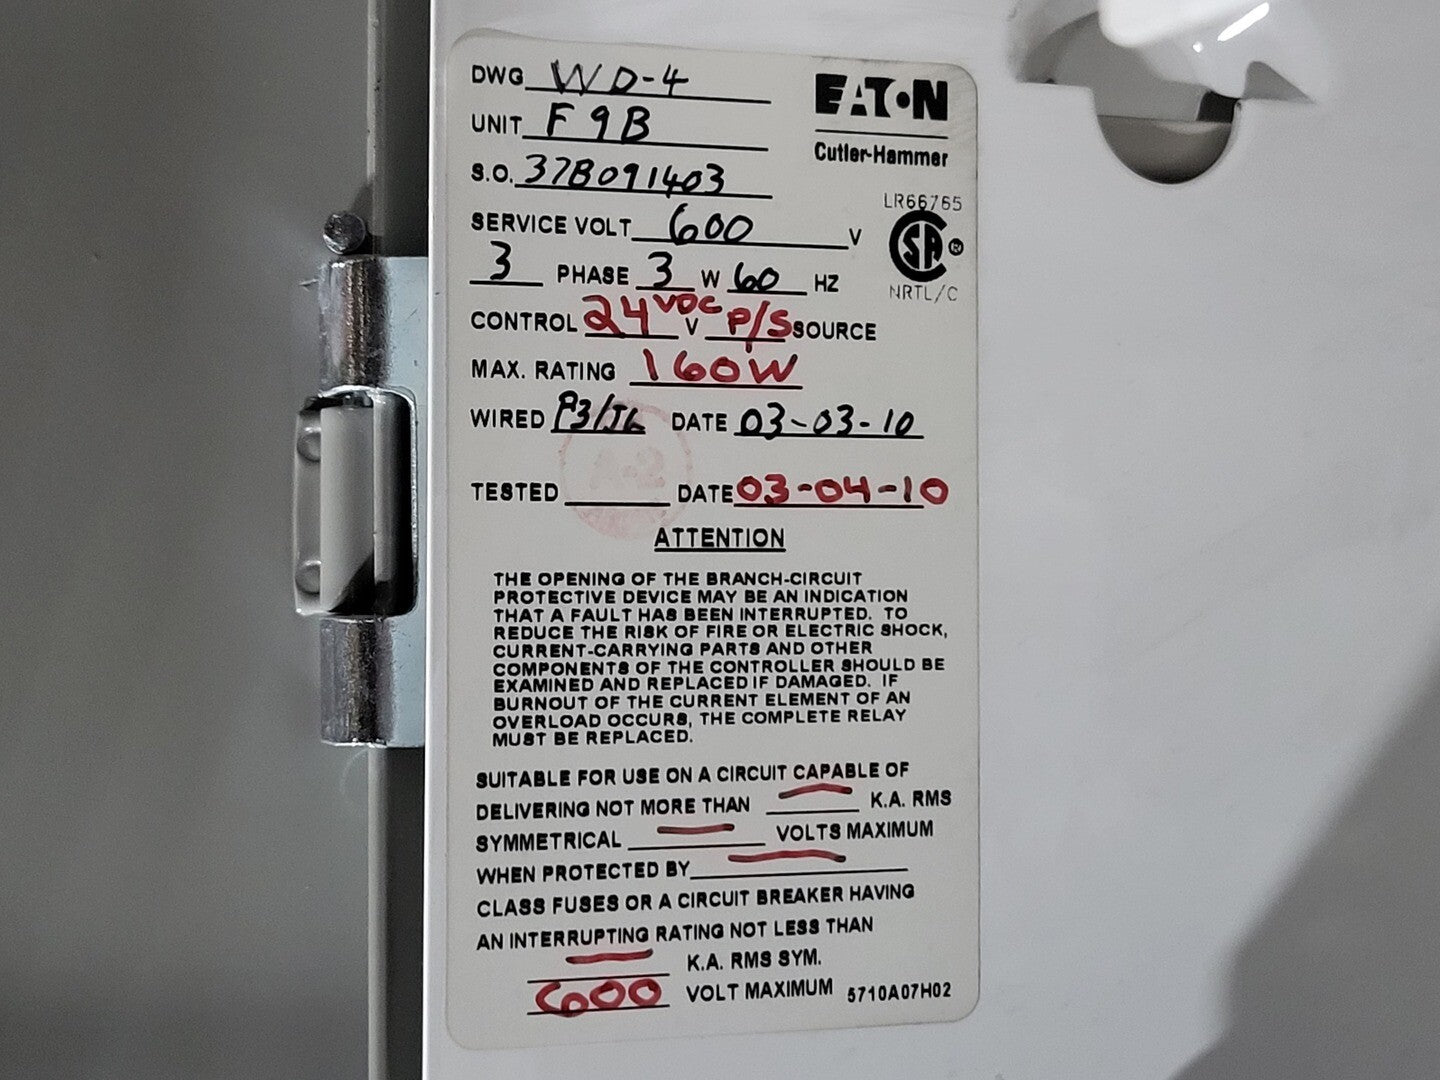 DWG WD-4
EATON
UNIT F9B
Cutler-Hammer
S.O. 37B091403
LR66765
SERVICE VOLT 600 V
SA ®
NRTL/C
3 PHASE 3 W 60 HZ
CONTROL 24 VDC V P/S SOURCE
MAX. RATING 160W
WIRED DATE 03-03-10
TESTED DATE 03-04-10
ATTENTION
THE OPENING OF THE BRANCH-CIRCUIT
PROTECTIVE DEVICE MAY BE AN INDICATION
THAT A FAULT HAS BEEN INTERRUPTED. TO
REDUCE THE RISK OF FIRE OR ELECTRIC SHOCK,
CURRENT-CARRYING PARTS AND OTHER
COMPONENTS OF THE CONTROLLER SHOULD BE
EXAMINED AND REPLACED IF DAMAGED. IF
BURNOUT OF THE CURRENT ELEMENT OF AN
OVERLOAD OCCURS, THE COMPLETE RELAY
MUST BE REPLACED.
SUITABLE FOR USE ON A CIRCUIT CAPABLE OF
DELIVERING NOT MORE THAN K.A. RMS
SYMMETRICAL VOLTS MAXIMUM
WHEN PROTECTED BY
CLASS FUSES OR A CIRCUIT BREAKER HAVING
AN INTERRUPTING RATING NOT LESS THAN
K.A. RMS SYM.
600 VOLT MAXIMUM 5710A07H02